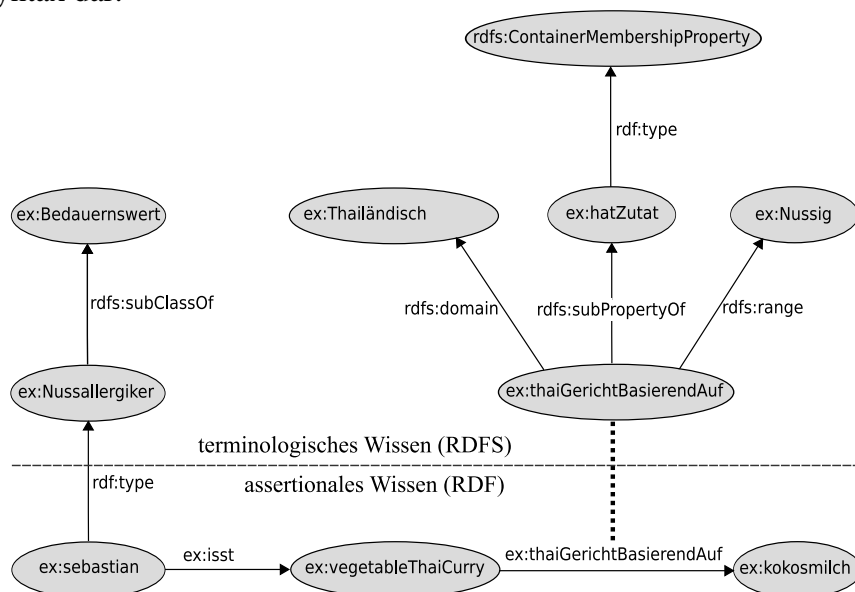 rdfs:ContainerMembershipProperty
rdf:type
ex:Bedauernswert
ex:Thailändisch
ex:hatZutat
ex:Nussig
rdfs:subClassOf
rdfs:domain
rdfs:subPropertyOf
rdfs:range
ex:Nussallergiker
ex:thaiGerichtBasierendAuf
terminologisches Wissen (RDFS)
rdf:type
assertionales Wissen (RDF)
ex:sebastian
ex:isst
ex:vegetableThaiCurry
ex:thaiGerichtBasierendAuf
ex:kokosmilch